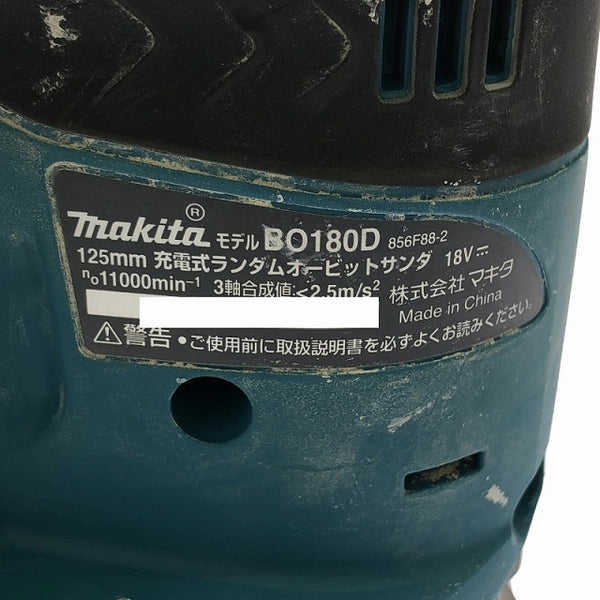 makita® モデル BO180D 856F88-2
125mm 充電式ランダムオービットサンダ 18V⎓
n₀11000min⁻¹ 3軸合成値:<2.5m/s² 株式会社 マキタ
Made in China
⚠警告 •ご使用前に取扱説明書を必ずよくお読みください。